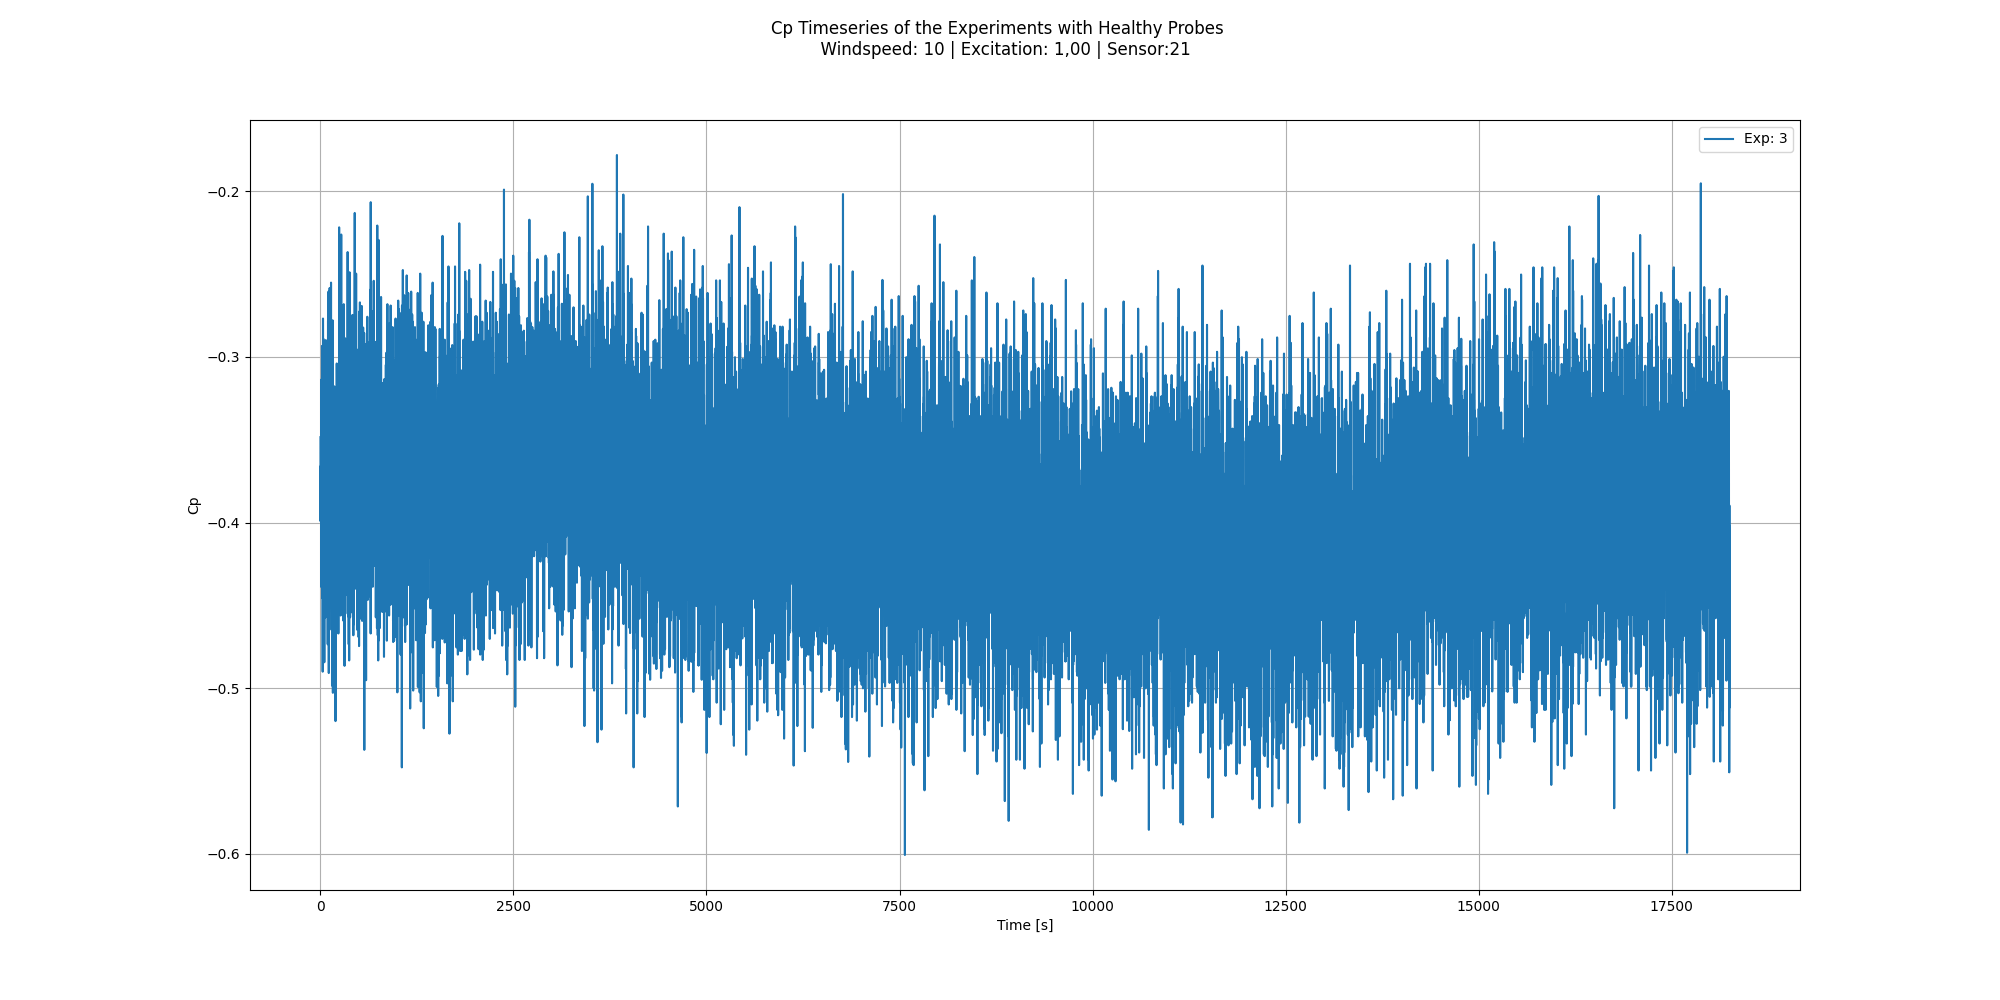 Cp Timeseries of the Experiments with Healthy Probes
Windspeed: 10 | Excitation: 1,00 | Sensor:21
Exp: 3
−0.2
−0.3
−0.4
−0.5
−0.6
Cp
0 2500 5000 7500 10000 12500 15000 17500
Time [s]